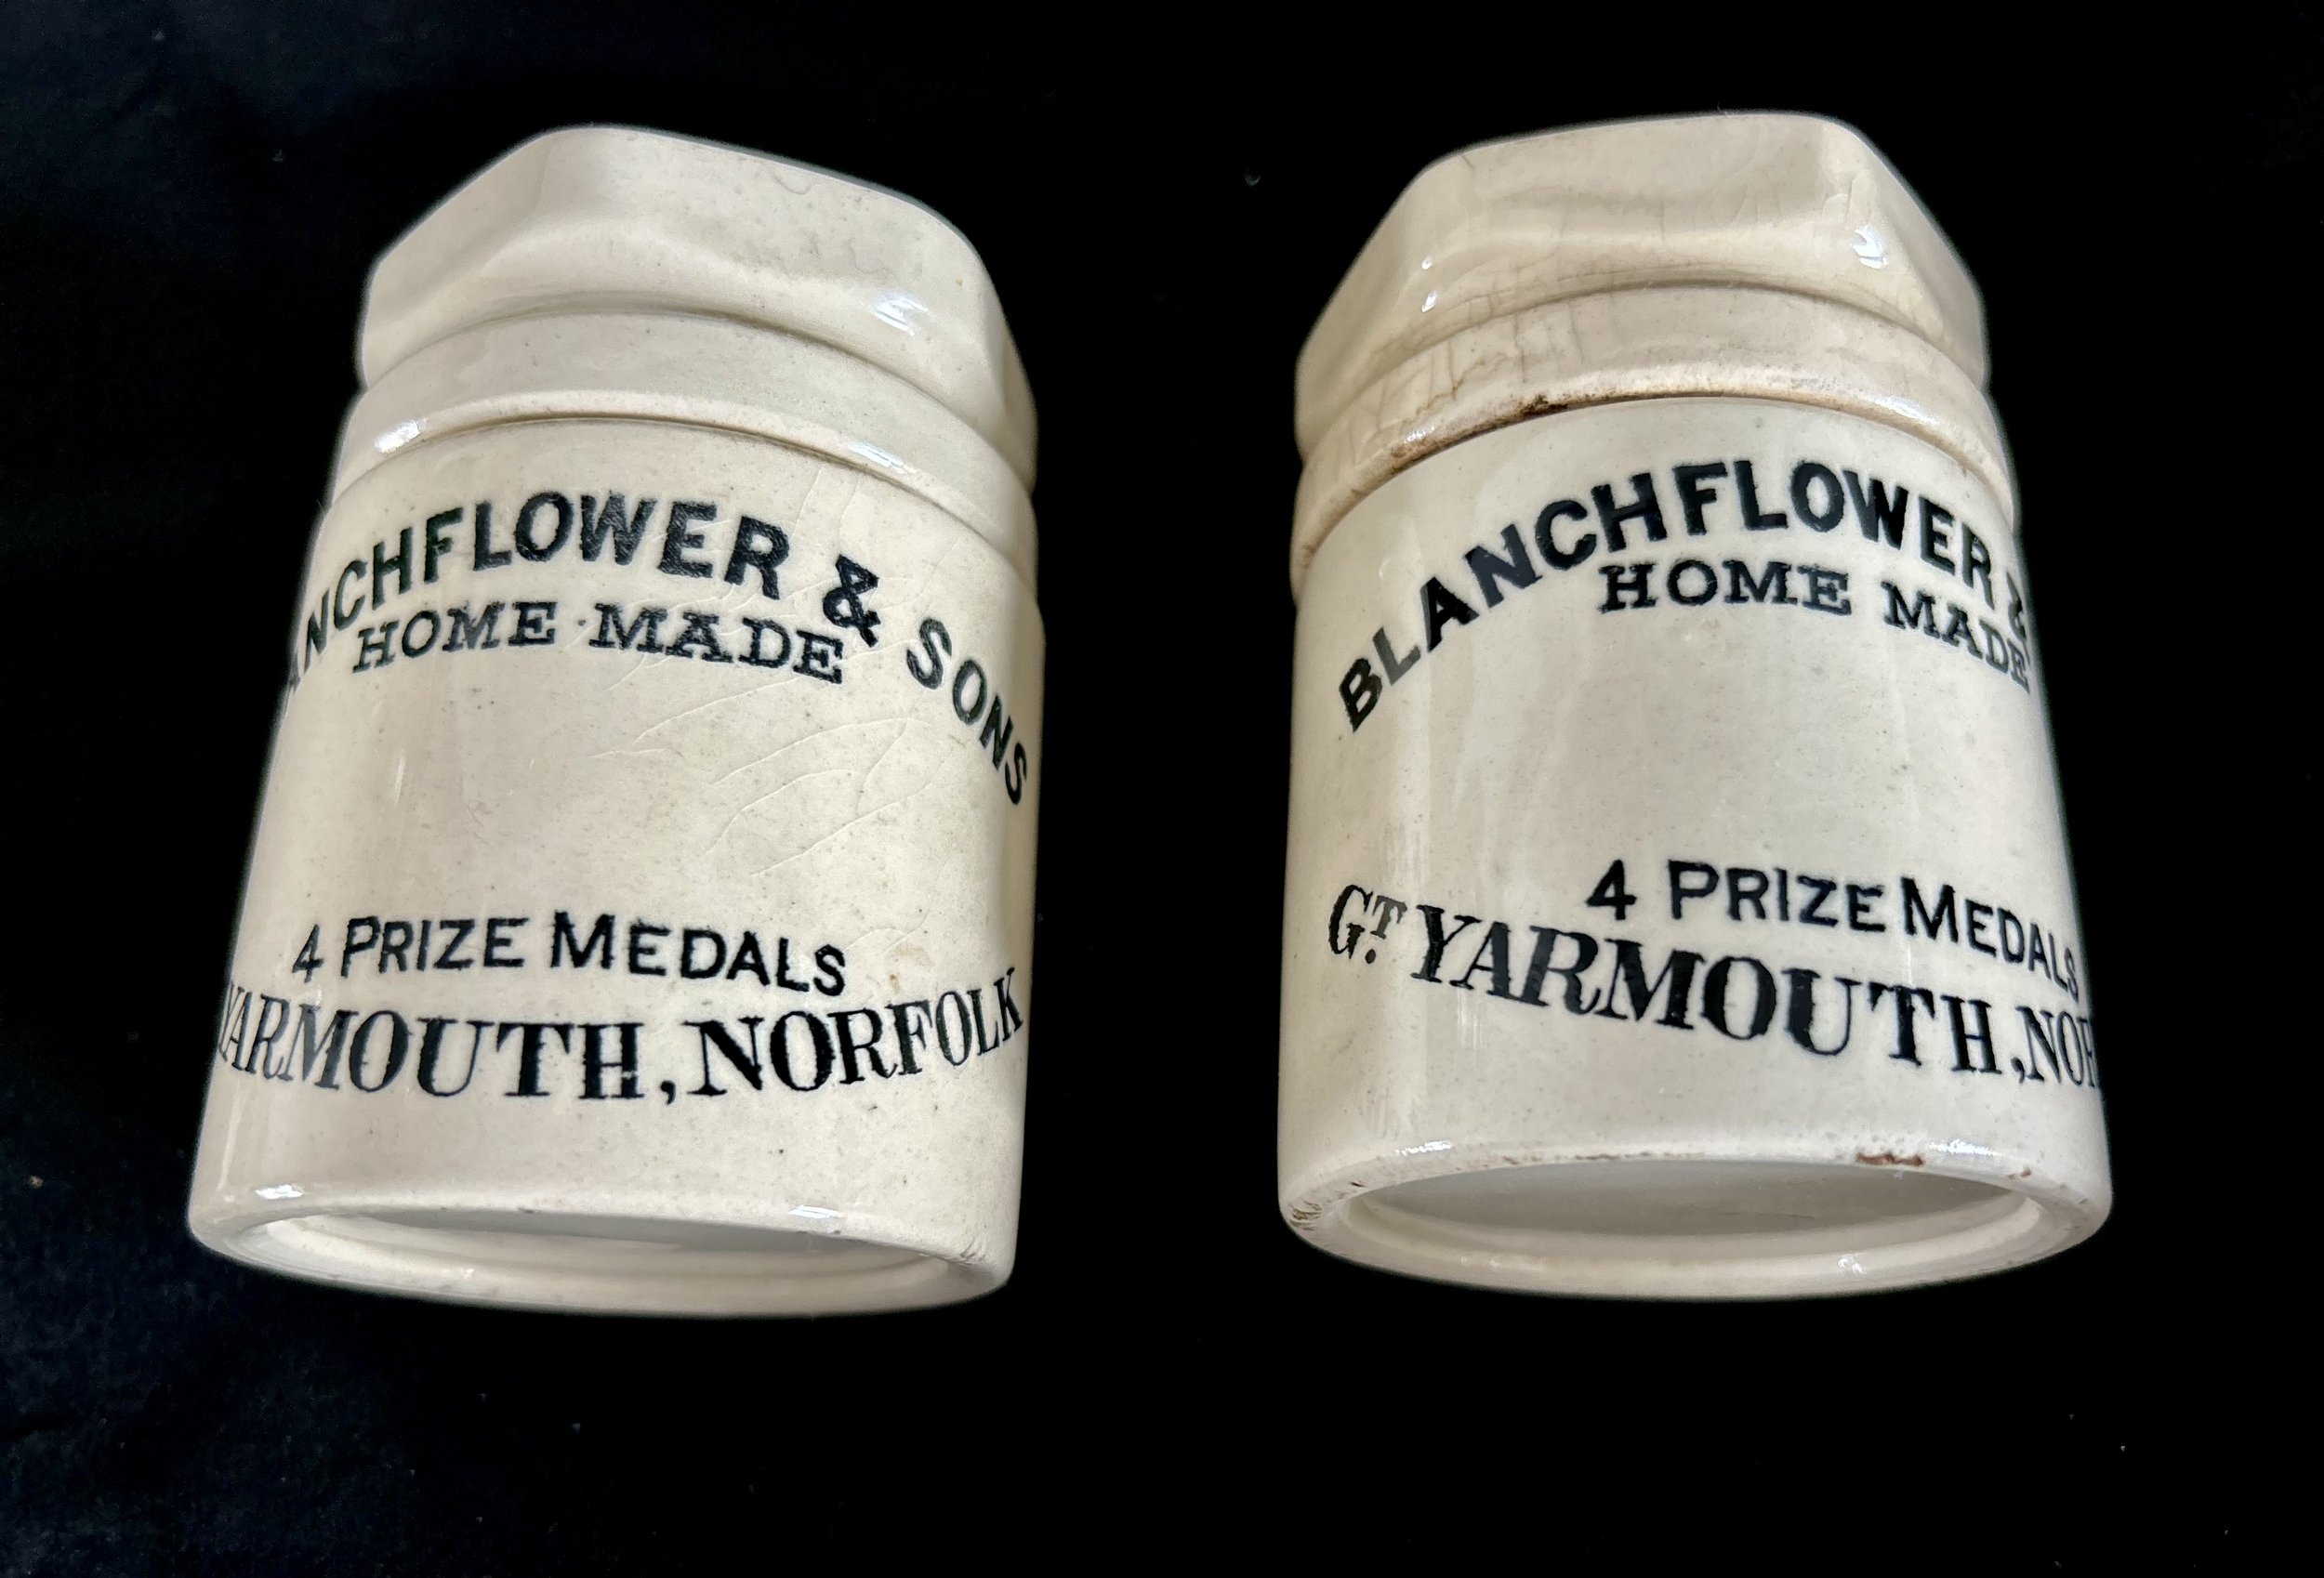 ANCHFLOWER & SONS
HOME MADE
4 PRIZE MEDALS
YARMOUTH, NORFOLK
BLANCHFLOWER &
HOME MADE
4 PRIZE MEDALS
GT. YARMOUTH, NOR